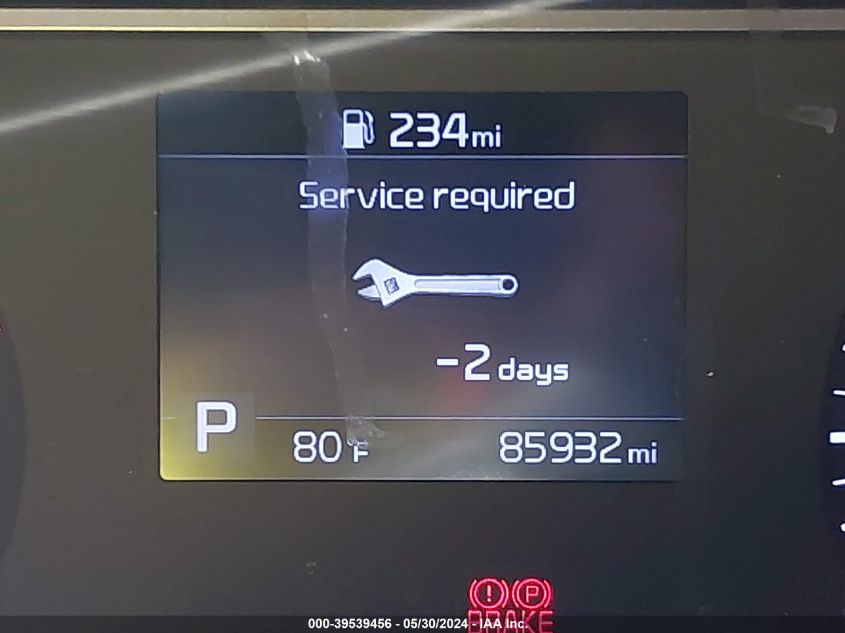 234mi
Service required
-2 days
P
80°F
85932 mi
! P
BRAKE
000-39539456 - 05/30/2024 - IAA Inc.